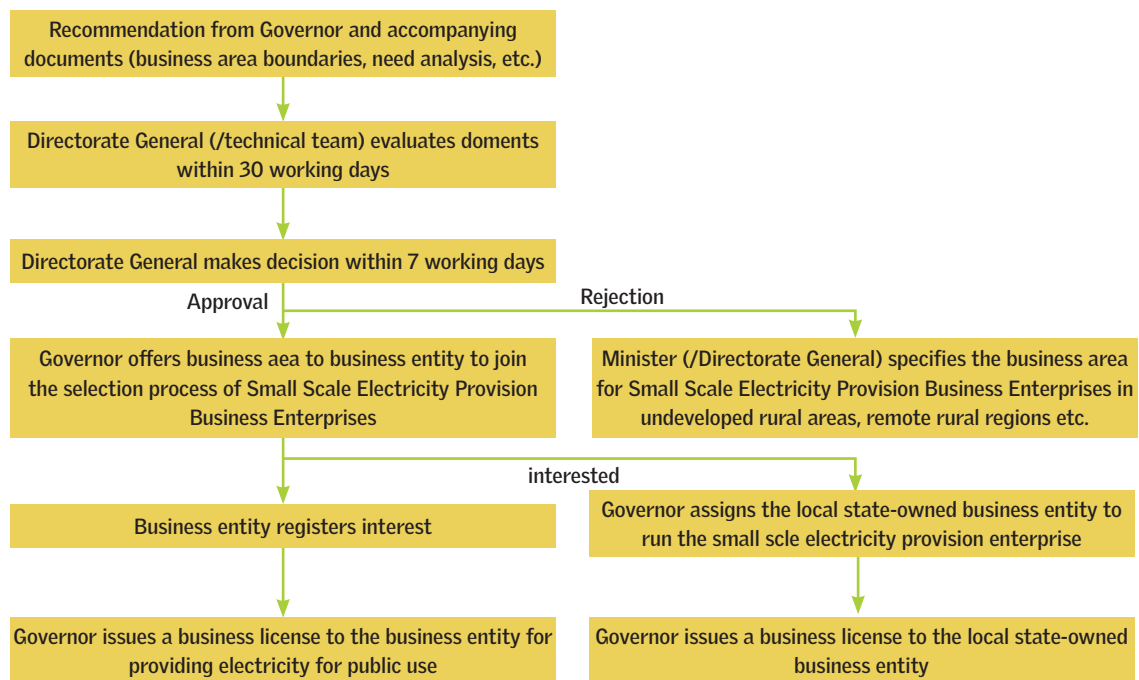 Recommendation from Governor and accompanying
documents (business area boundaries, need analysis, etc.)
Directorate General (/technical team) evaluates doments
within 30 working days
Directorate General makes decision within 7 working days
Approval
Rejection
Governor offers business aea to business entity to join
the selection process of Small Scale Electricity Provision
Business Enterprises
Minister (/Directorate General) specifies the business area
for Small Scale Electricity Provision Business Enterprises in
undeveloped rural areas, remote rural regions etc.
interested
Business entity registers interest
Governor assigns the local state-owned business entity to
run the small scle electricity provision enterprise
Governor issues a business license to the business entity for
providing electricity for public use
Governor issues a business license to the local state-owned
business entity